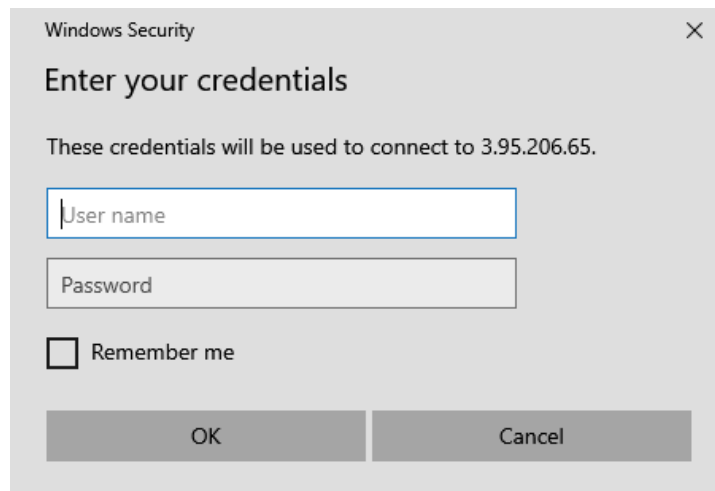 Windows Security
Enter your credentials
These credentials will be used to connect to 3.95.206.65.
User name
Password
Remember me
OK Cancel